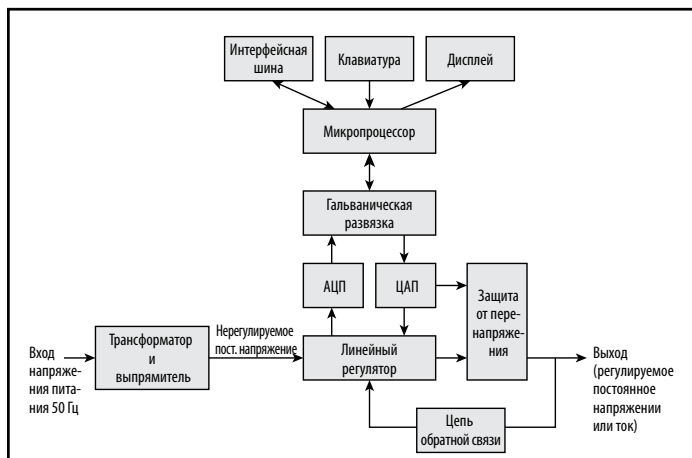 Интерфейсная
шина
Клавиатура
Дисплей
Микропроцессор
Гальваническая
развязка
АЦП
ЦАП
Защита
от пере-
напряже-
ния
Вход
напряже-
ния пита-
ния 50 Гц
Трансформатор
и
выпрямитель
Нерегулируемое
пост. напряжение
Линейный
регулятор
Выход
(регулируемое
постоянное
напряжении
или ток)
Цепь
обратной связи